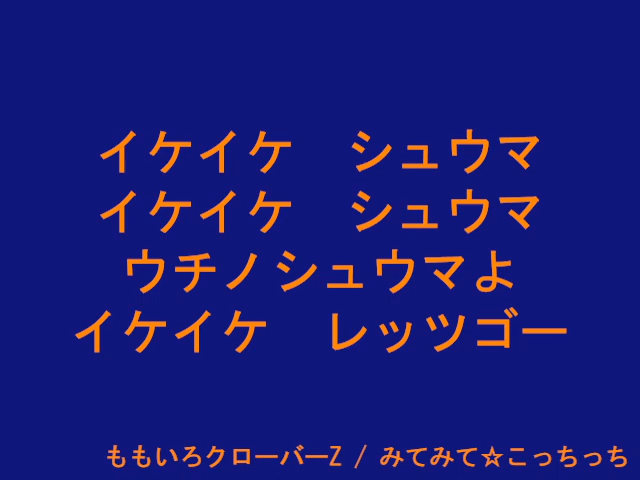 イケイケ　シュウマ
イケイケ　シュウマ
ウチノシュウマよ
イケイケ　レッツゴー
ももいろクローバーZ / みてみて☆こっちっち